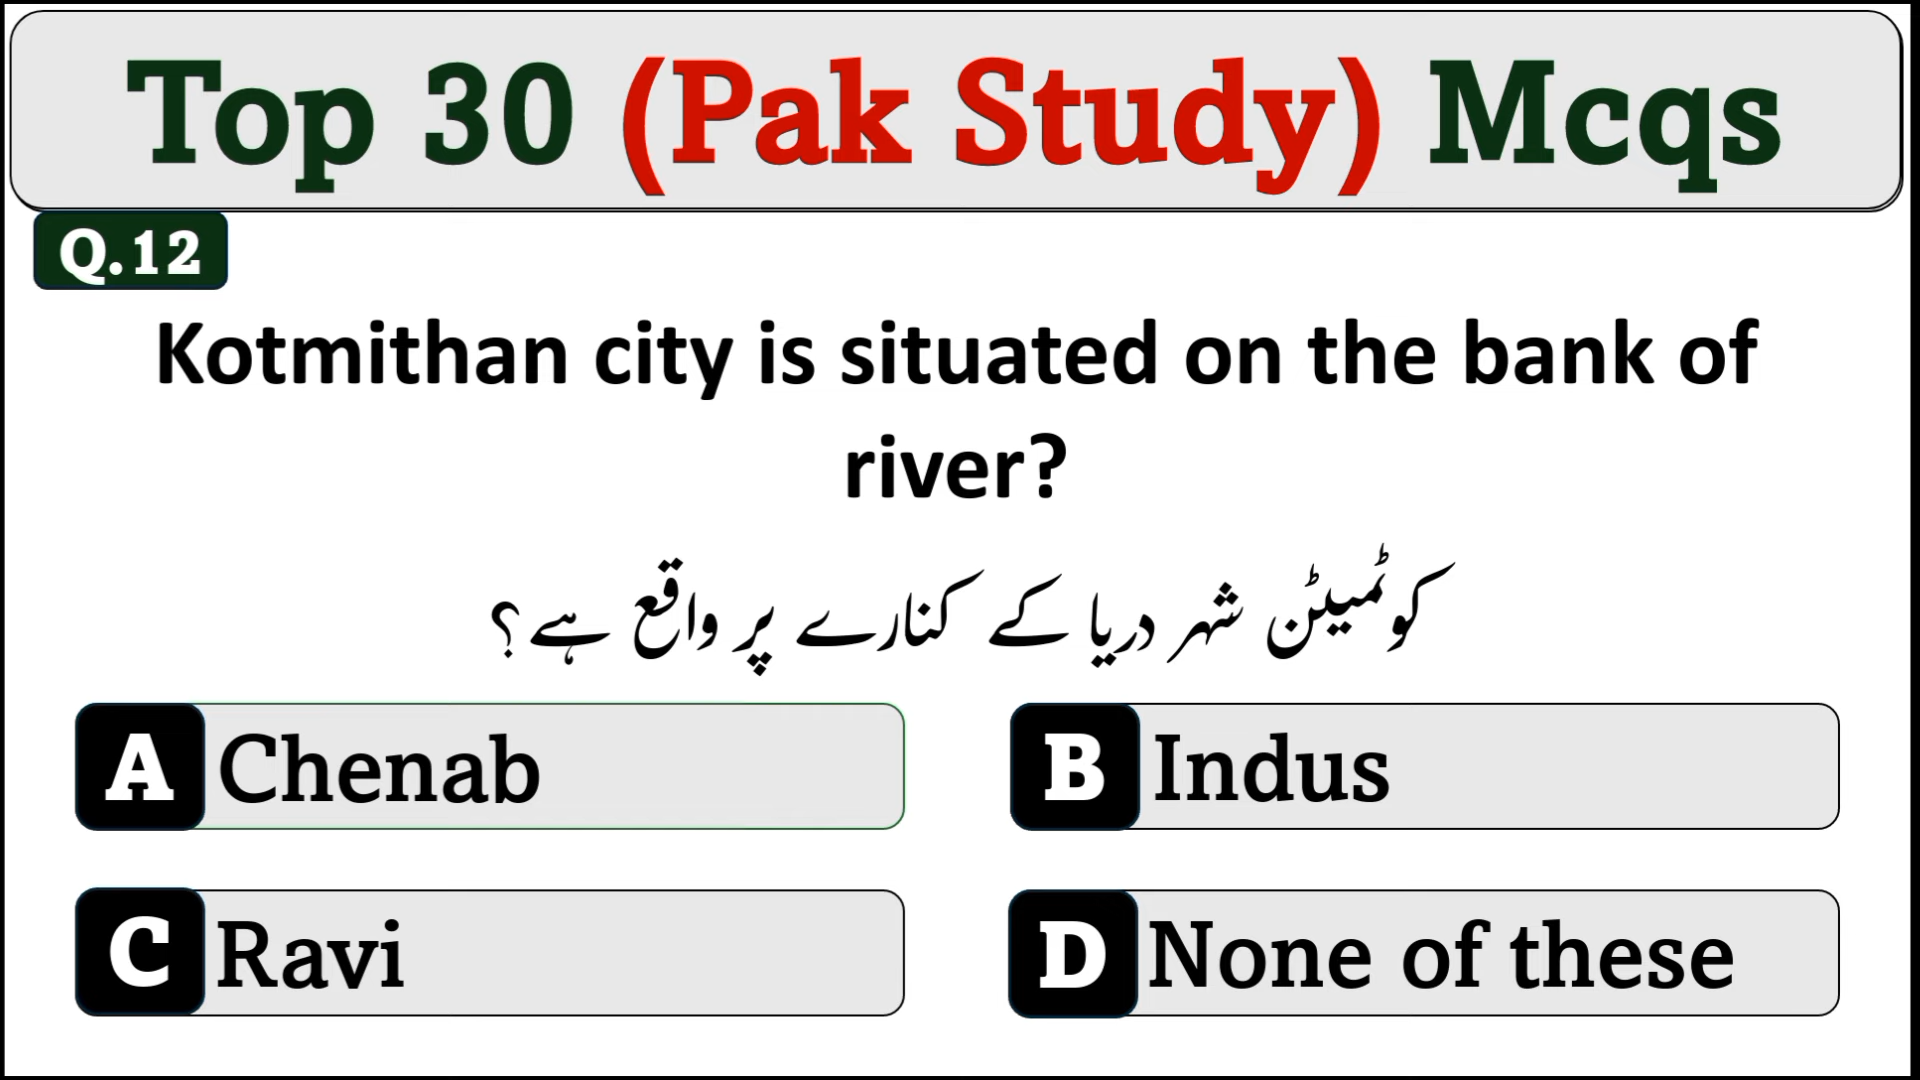 Top 30 (Pak Study) Mcqs
Q.12
Kotmithan city is situated on the bank of
river?
کوٹمیٹن شہر دریا کے کنارے پر واقع ہے؟
A Chenab
B Indus
C Ravi
D None of these